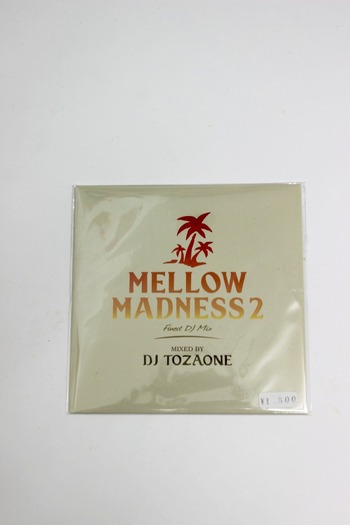 MELLOW
MADNESS 2
Finest DJ Mix
MIXED BY
DJ TOZAONE
¥1,500